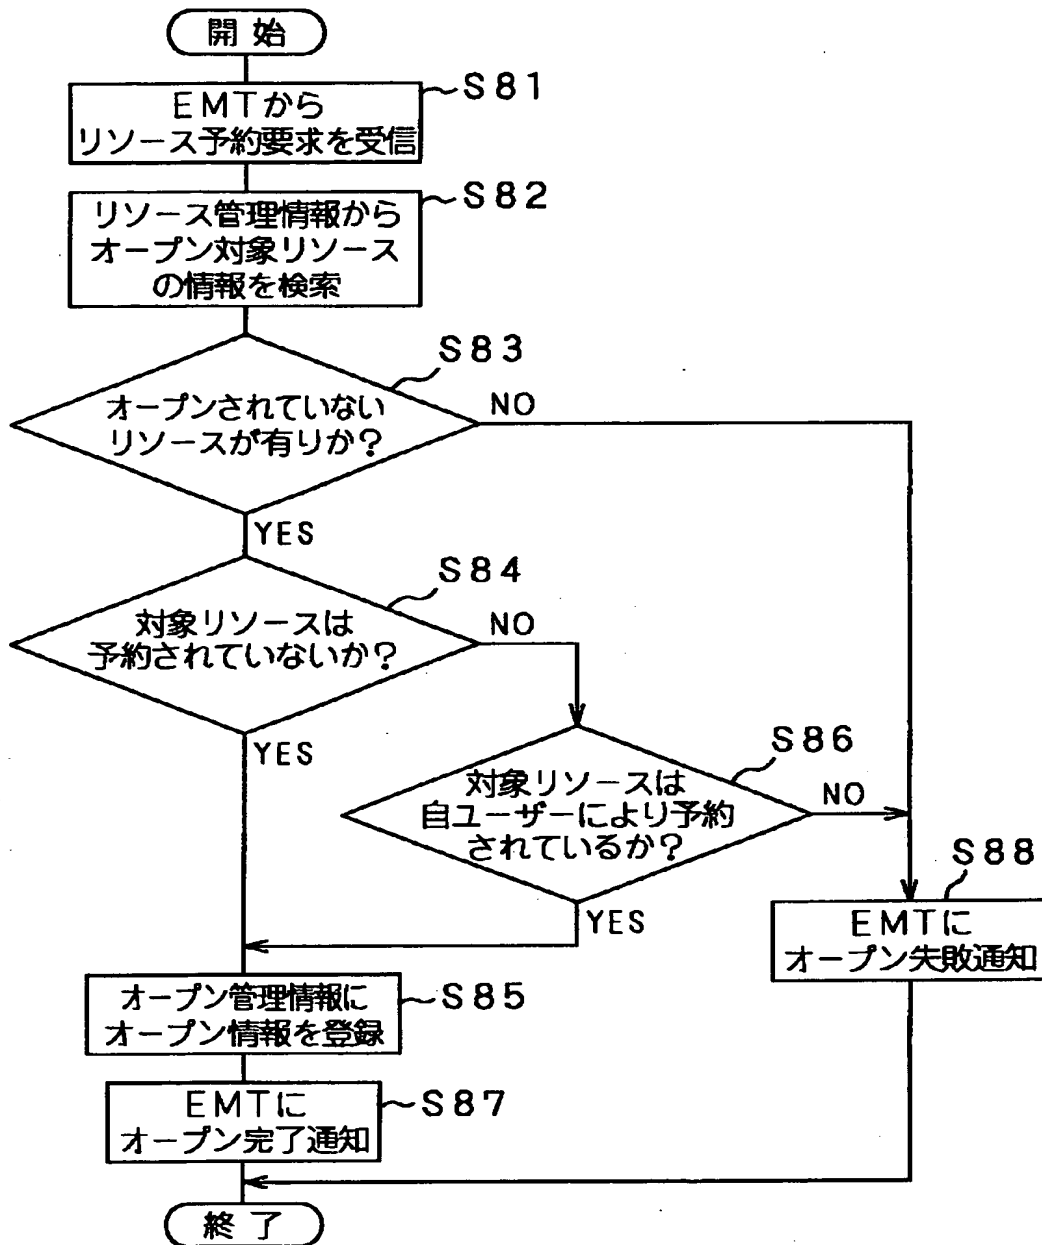 開始
EMTから
リソース予約要求を受信
S81
リソース管理情報から
オープン対象リソース
の情報を検索
S82
オープンされていない
リソースが有りか?
S83
NO
YES
対象リソースは
予約されていないか?
S84
NO
YES
対象リソースは
自ユーザーにより予約
されているか?
S86
NO
YES
EMTに
オープン失敗通知
S88
オープン管理情報に
オープン情報を登録
S85
EMTに
オープン完了通知
S87
終了